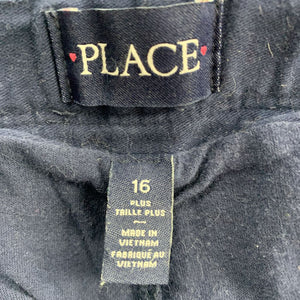 PLACE
16
PLUS
TAILLE PLUS
MADE IN
VIETNAM
FABRIQUÉ AU
VIETNAM